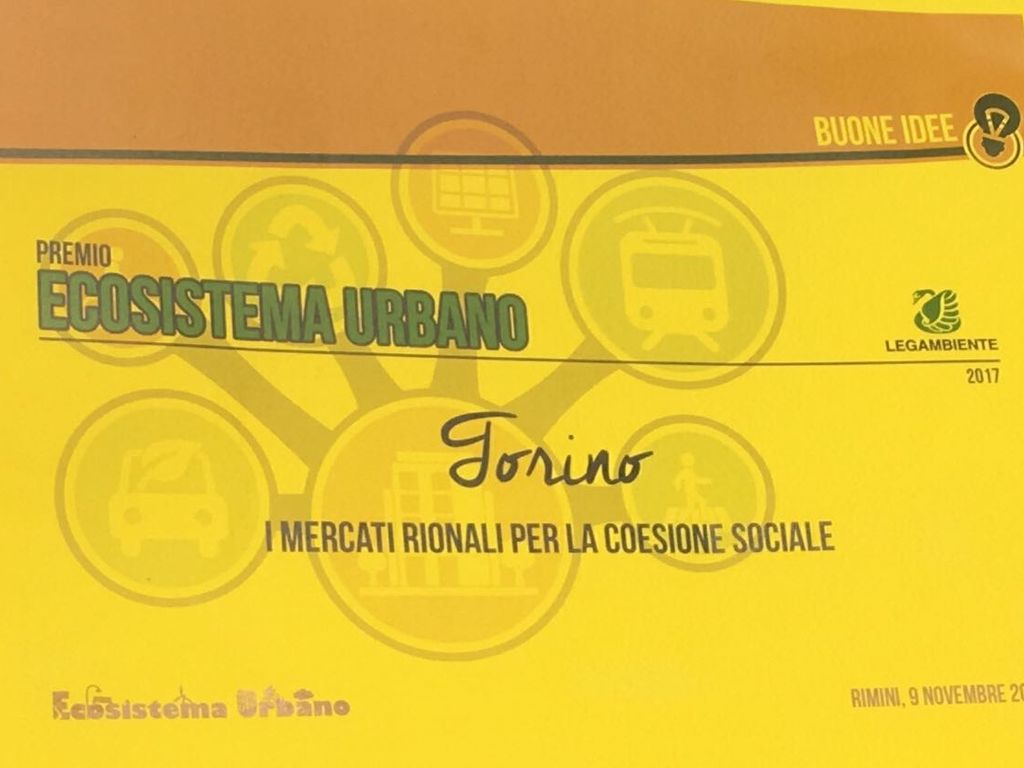 BUONE IDEE
PREMIO
ECOSISTEMA URBANO
LEGAMBIENTE
2017
Torino
I MERCATI RIONALI PER LA COESIONE SOCIALE
Ecosistema Urbano
RIMINI, 9 NOVEMBRE